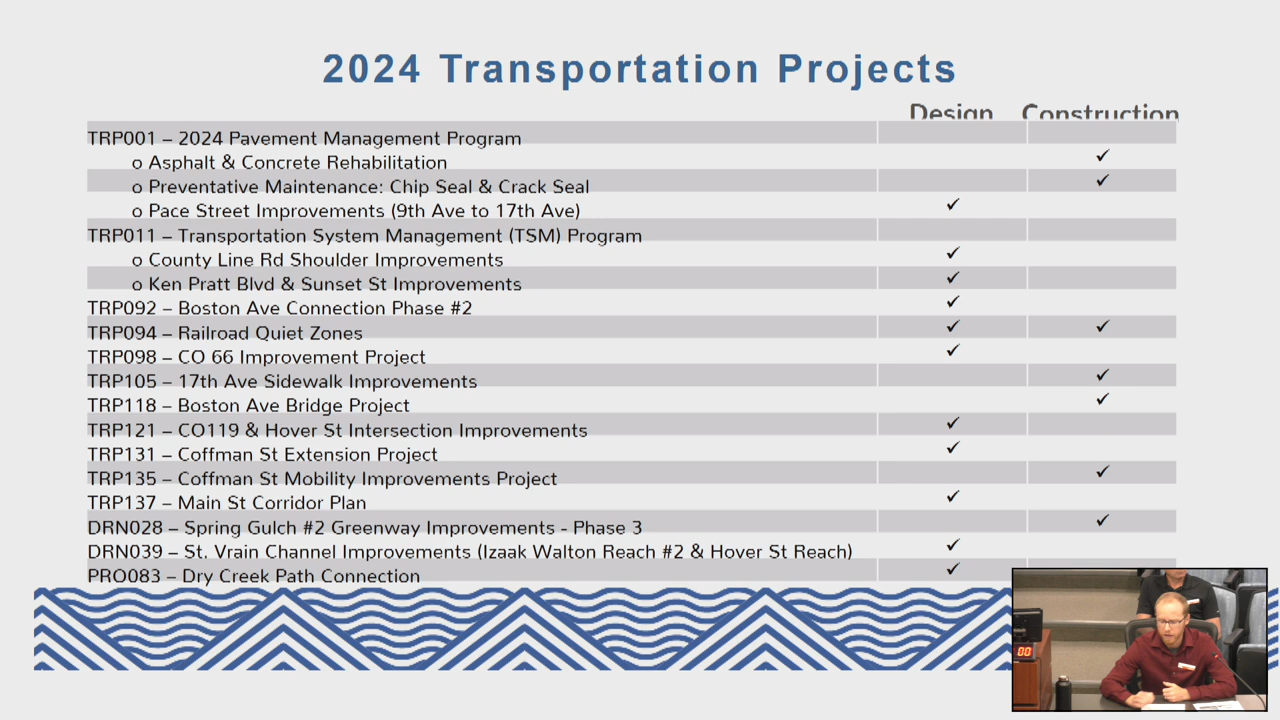 2024 Transportation Projects
Design Construction
TRP001 – 2024 Pavement Management Program
o Asphalt & Concrete Rehabilitation ✓
o Preventative Maintenance: Chip Seal & Crack Seal ✓
o Pace Street Improvements (9th Ave to 17th Ave) ✓
TRP011 – Transportation System Management (TSM) Program
o County Line Rd Shoulder Improvements ✓
o Ken Pratt Blvd & Sunset St Improvements ✓
TRP092 – Boston Ave Connection Phase #2 ✓
TRP094 – Railroad Quiet Zones ✓ ✓
TRP098 – CO 66 Improvement Project ✓
TRP105 – 17th Ave Sidewalk Improvements ✓
TRP118 – Boston Ave Bridge Project ✓
TRP121 – CO119 & Hover St Intersection Improvements ✓
TRP131 – Coffman St Extension Project ✓
TRP135 – Coffman St Mobility Improvements Project ✓
TRP137 – Main St Corridor Plan ✓
DRN028 – Spring Gulch #2 Greenway Improvements - Phase 3 ✓
DRN039 – St. Vrain Channel Improvements (Izaak Walton Reach #2 & Hover St Reach) ✓
PRO083 – Dry Creek Path Connection ✓
00